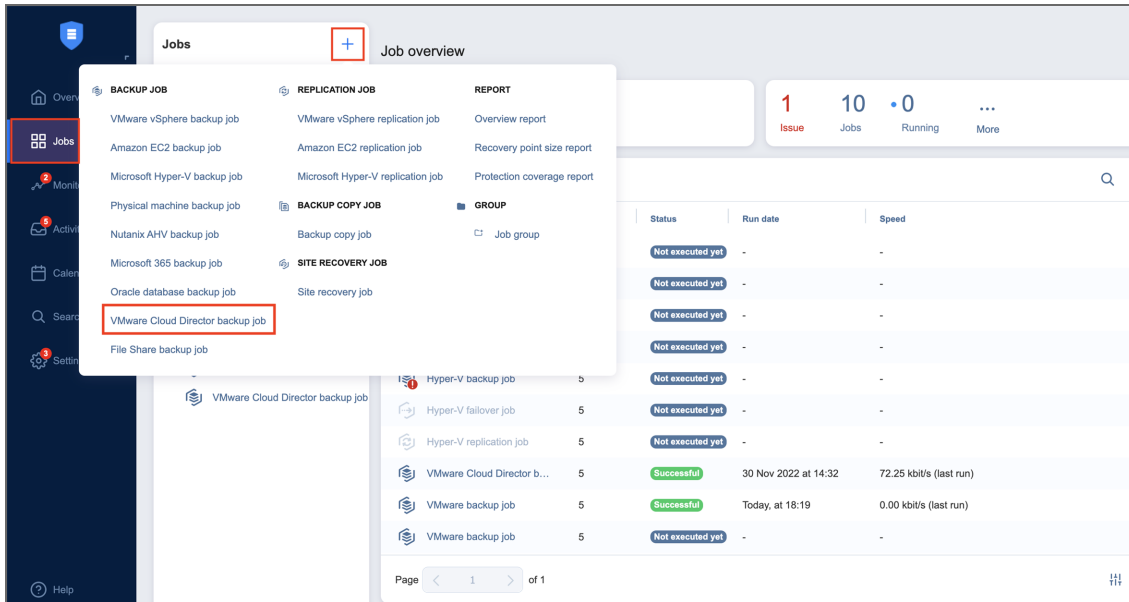 Jobs
Job overview
Overv
Jobs
2
Monit
5
Activit
Calen
Searc
3
Settin
Help
BACKUP JOB
VMware vSphere backup job
Amazon EC2 backup job
Microsoft Hyper-V backup job
Physical machine backup job
Nutanix AHV backup job
Microsoft 365 backup job
Oracle database backup job
VMware Cloud Director backup job
File Share backup job
REPLICATION JOB
VMware vSphere replication job
Amazon EC2 replication job
Microsoft Hyper-V replication job
BACKUP COPY JOB
Backup copy job
SITE RECOVERY JOB
Site recovery job
REPORT
Overview report
Recovery point size report
Protection coverage report
GROUP
Job group
VMware Cloud Director backup job
1 10 0 ...
Issue Jobs Running More
Status Run date Speed
Not executed yet - -
Not executed yet - -
Not executed yet - -
Not executed yet - -
Hyper-V backup job 5 Not executed yet - -
Hyper-V failover job 5 Not executed yet - -
Hyper-V replication job 5 Not executed yet - -
VMware Cloud Director b... 5 Successful 30 Nov 2022 at 14:32 72.25 kbit/s (last run)
VMware backup job 5 Successful Today, at 18:19 0.00 kbit/s (last run)
VMware backup job 5 Not executed yet - -
Page 1 of 1